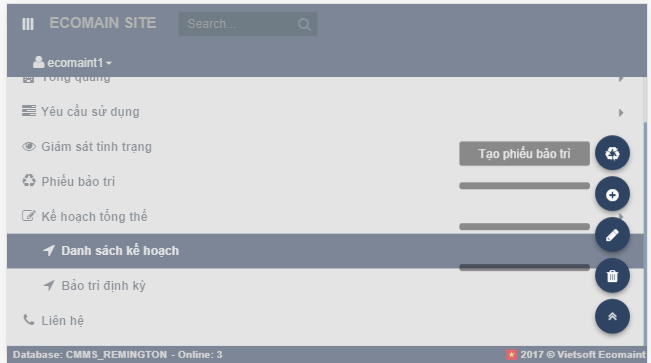 ECOMAIN SITE
Search...
ecomaint1
Tổng quang
Yêu cầu sử dụng
Giám sát tình trạng
Tạo phiếu bảo trì
Phiếu bảo trì
Kế hoạch tổng thể
Danh sách kế hoạch
Bảo trì định kỳ
Liên hệ
Database: CMMS_REMINGTON - Online: 3
2017 © Vietsoft Ecomaint